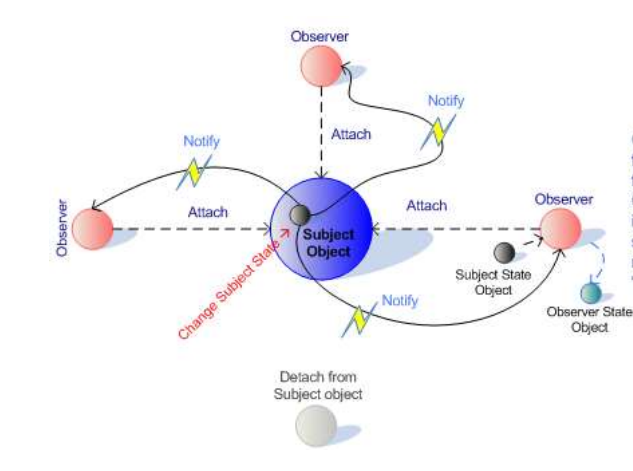 Observer
Notify
Attach
Notify
Observer
Attach
Attach
Observer
Subject
Object
Change Subject State
Subject State
Object
Observer State
Object
Notify
Detach from
Subject object